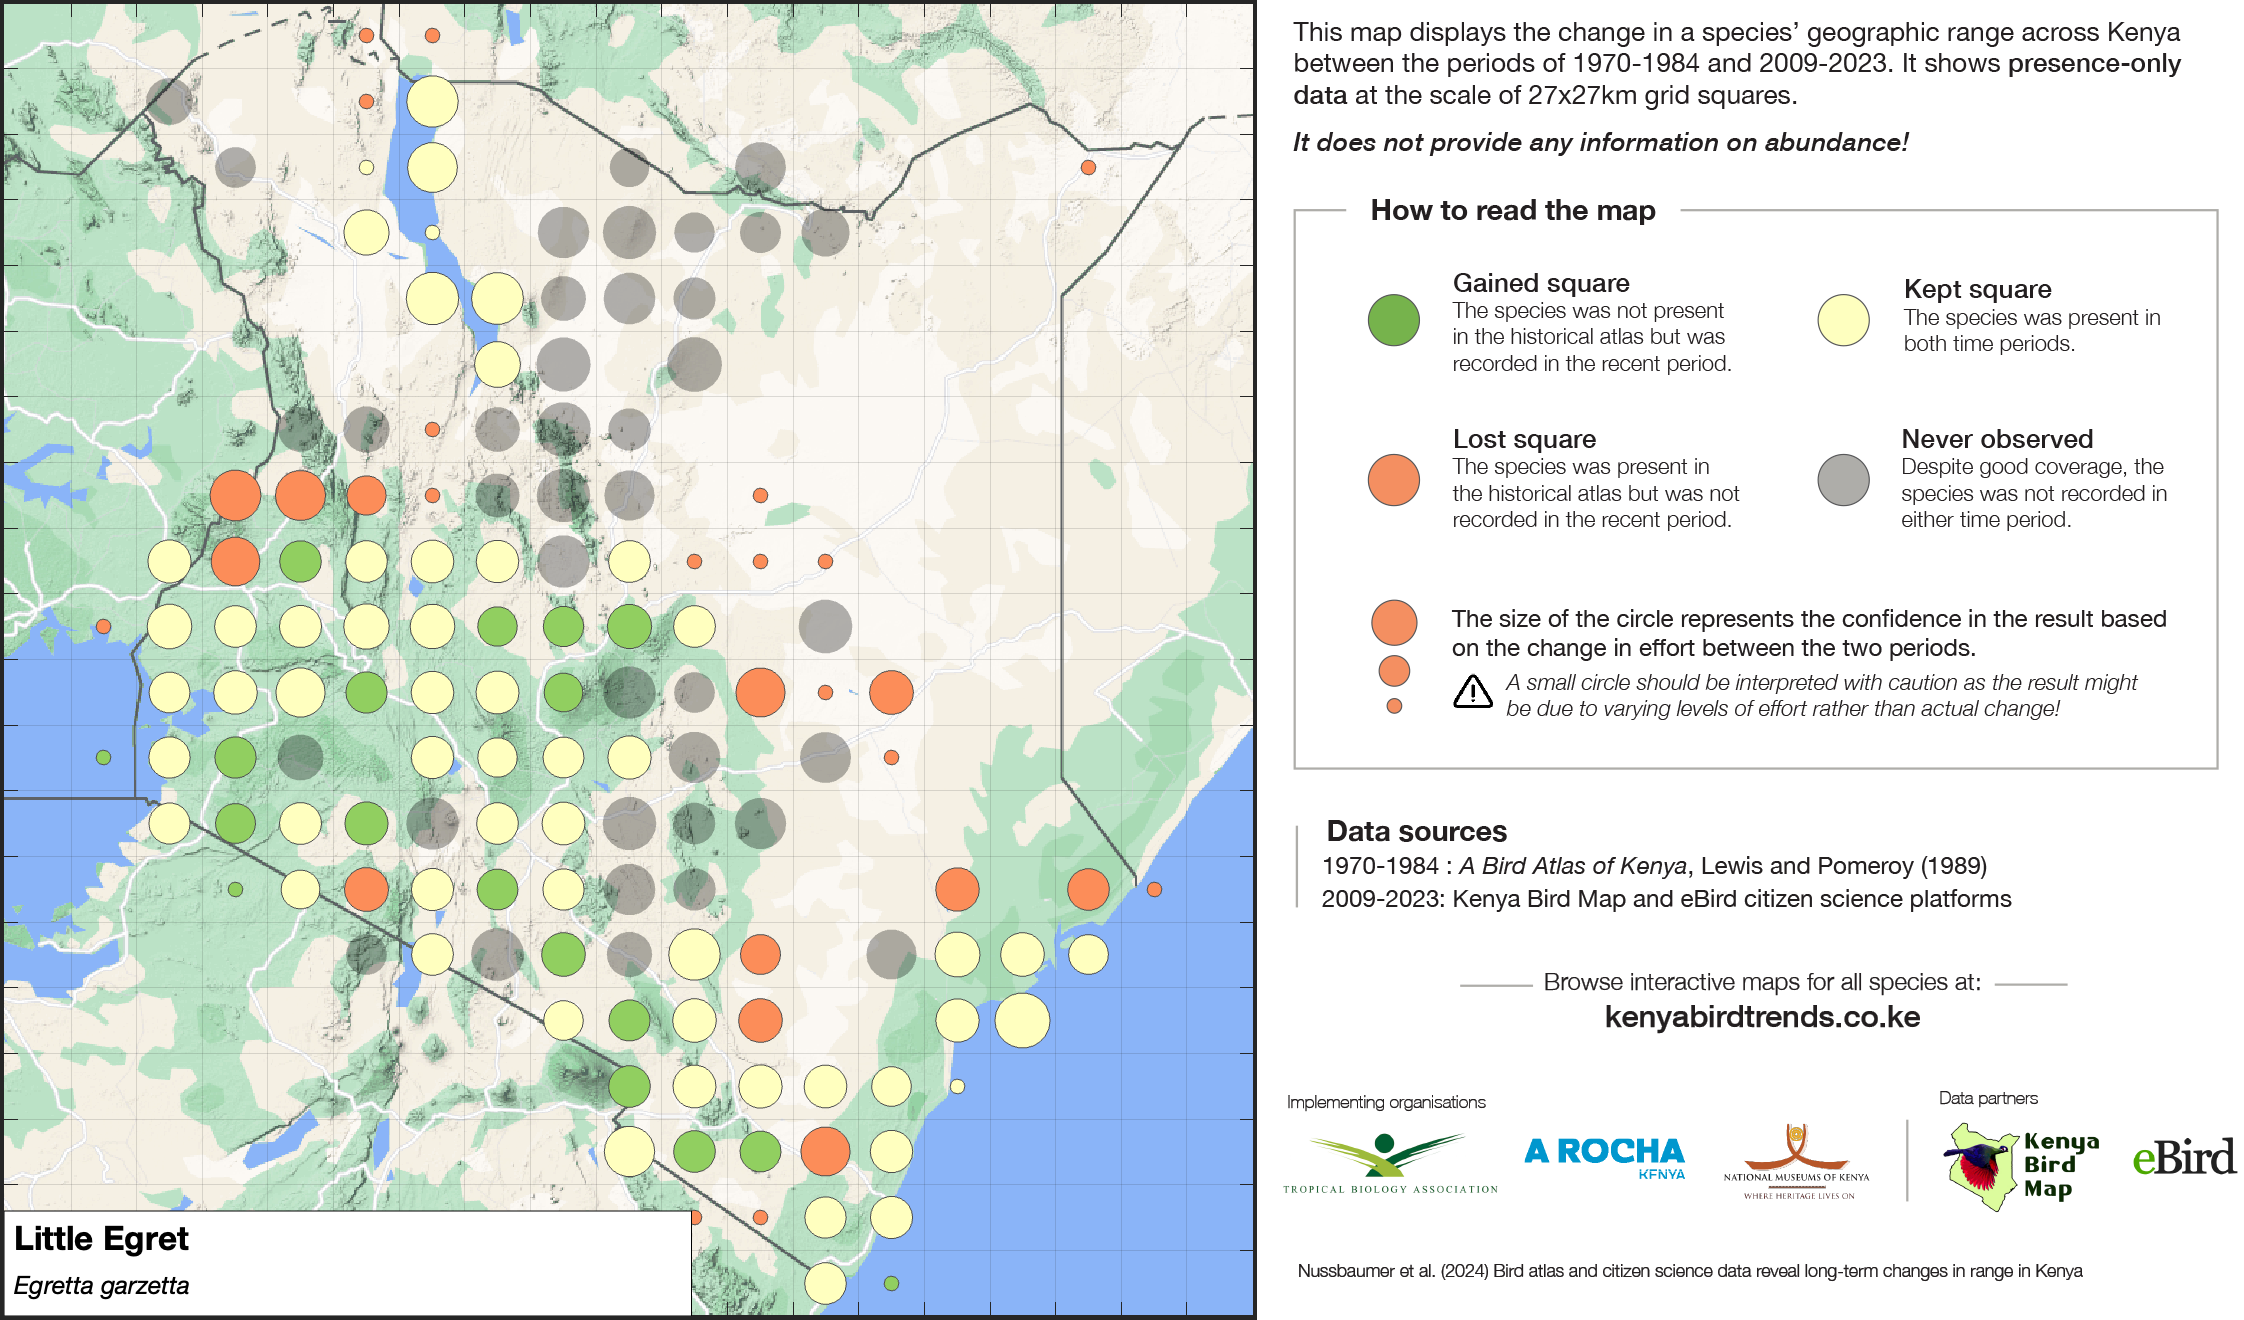 This map displays the change in a species’ geographic range across Kenya
between the periods of 1970-1984 and 2009-2023. It shows presence-only
data at the scale of 27x27km grid squares.
It does not provide any information on abundance!
How to read the map
Gained square
The species was not present
in the historical atlas but was
recorded in the recent period.
Kept square
The species was present in
both time periods.
Lost square
The species was present in
the historical atlas but was not
recorded in the recent period.
Never observed
Despite good coverage, the
species was not recorded in
either time period.
The size of the circle represents the confidence in the result based
on the change in effort between the two periods.
A small circle should be interpreted with caution as the result might
be due to varying levels of effort rather than actual change!
Data sources
1970-1984 : A Bird Atlas of Kenya, Lewis and Pomeroy (1989)
2009-2023: Kenya Bird Map and eBird citizen science platforms
Browse interactive maps for all species at:
kenyabirdtrends.co.ke
Implementing organisations
Data partners
TROPICAL BIOLOGY ASSOCIATION
A ROCHA
KENYA
NATIONAL MUSEUMS OF KENYA
WHERE HERITAGE LIVES ON
Kenya
Bird
Map
eBird
Little Egret
Egretta garzetta
Nussbaumer et al. (2024) Bird atlas and citizen science data reveal long-term changes in range in Kenya